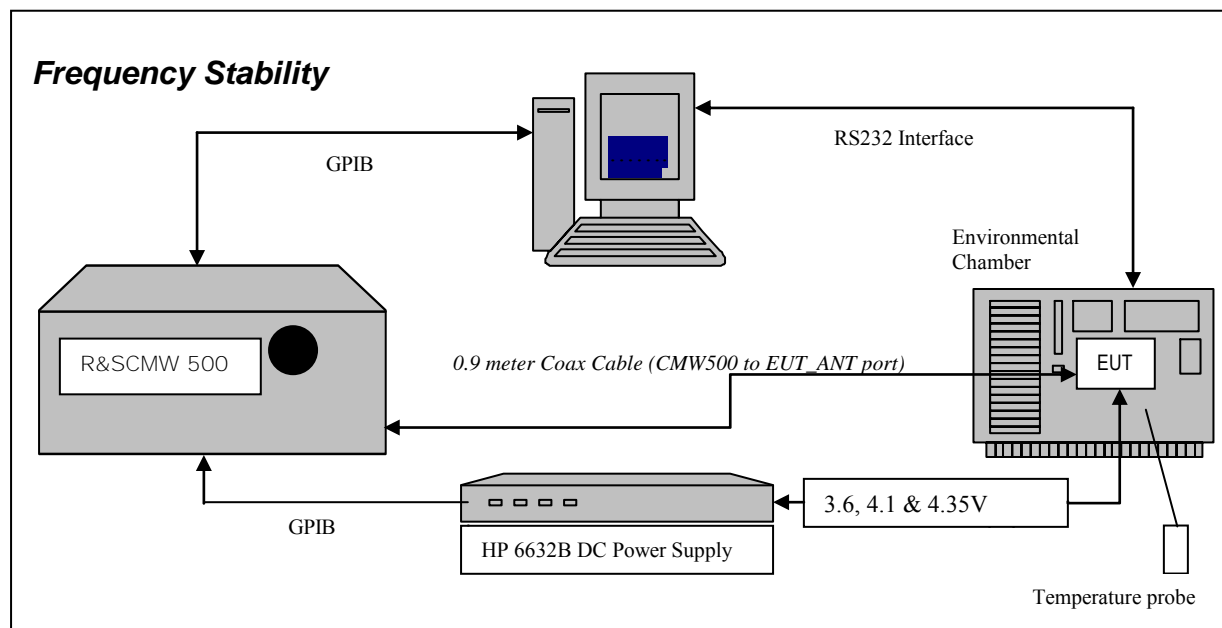 Frequency Stability
GPIB
RS232 Interface
Environmental
Chamber
R&SCMW 500
0.9 meter Coax Cable (CMW500 to EUT_ANT port)
EUT
GPIB
3.6, 4.1 & 4.35V
HP 6632B DC Power Supply
Temperature probe